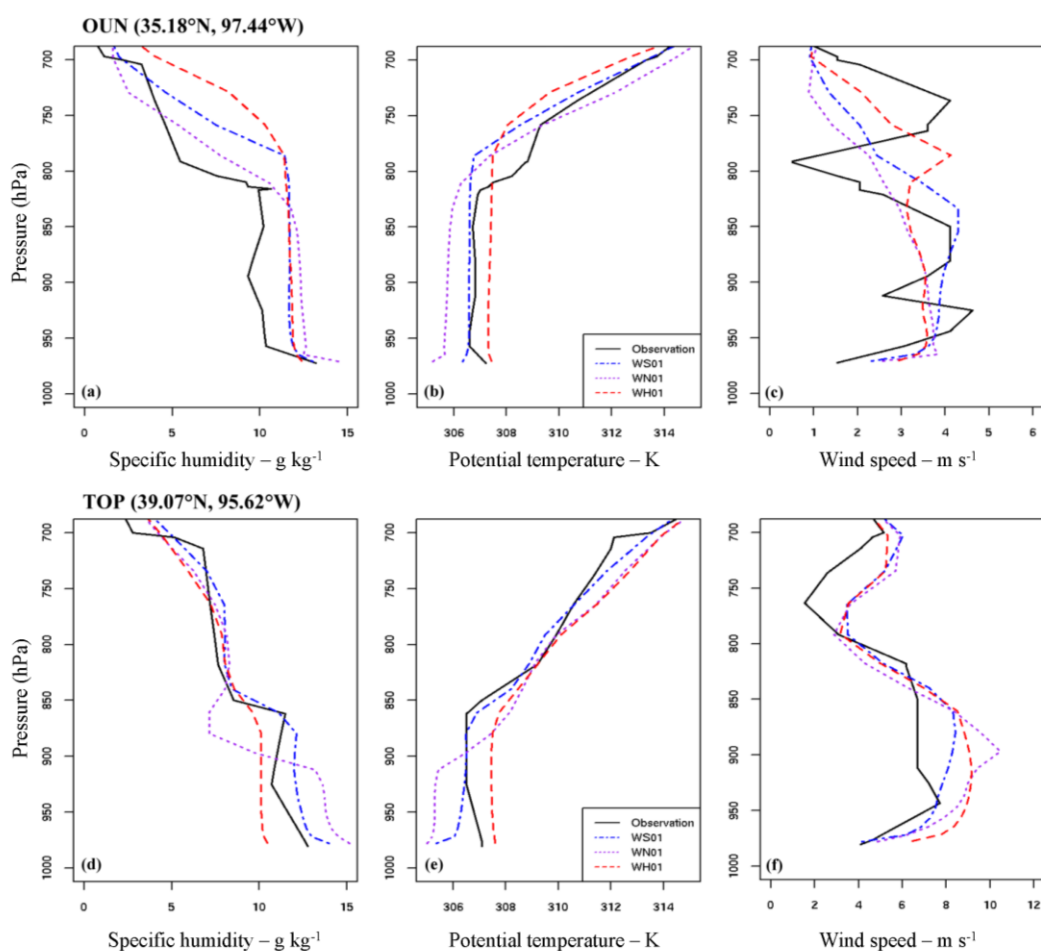 OUN (35.18°N, 97.44°W)
Pressure (hPa)
700
750
800
850
900
950
1000
(a)
0 5 10 15
Specific humidity – g kg-1
(b)
Observation
WS01
WN01
WH01
306 308 310 312 314
Potential temperature – K
(c)
0 1 2 3 4 5 6
Wind speed – m s-1
TOP (39.07°N, 95.62°W)
Pressure (hPa)
700
750
800
850
900
950
1000
(d)
0 5 10 15
Specific humidity – g kg-1
(e)
Observation
WS01
WN01
WH01
306 308 310 312 314
Potential temperature – K
(f)
0 2 4 6 8 10 12
Wind speed – m s-1